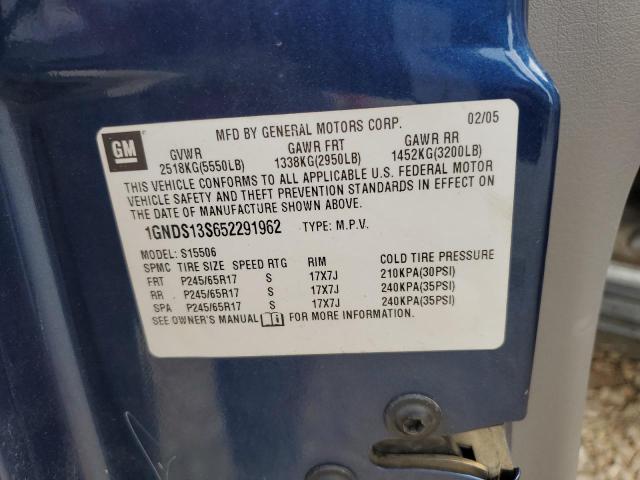 MFD BY GENERAL MOTORS CORP. 02/05
GM
GVWR GAWR FRT GAWR RR
2518KG(5550LB) 1338KG(2950LB) 1452KG(3200LB)
THIS VEHICLE CONFORMS TO ALL APPLICABLE U.S. FEDERAL MOTOR
VEHICLE SAFETY AND THEFT PREVENTION STANDARDS IN EFFECT ON
THE DATE OF MANUFACTURE SHOWN ABOVE.
1GNDS13S652291962 TYPE: M.P.V.
MODEL: S15506
SPMC TIRE SIZE SPEED RTG RIM COLD TIRE PRESSURE
FRT P245/65R17 S 17X7J 210KPA(30PSI)
RR P245/65R17 S 17X7J 240KPA(35PSI)
SPA P245/65R17 S 17X7J 240KPA(35PSI)
SEE OWNER'S MANUAL FOR MORE INFORMATION.